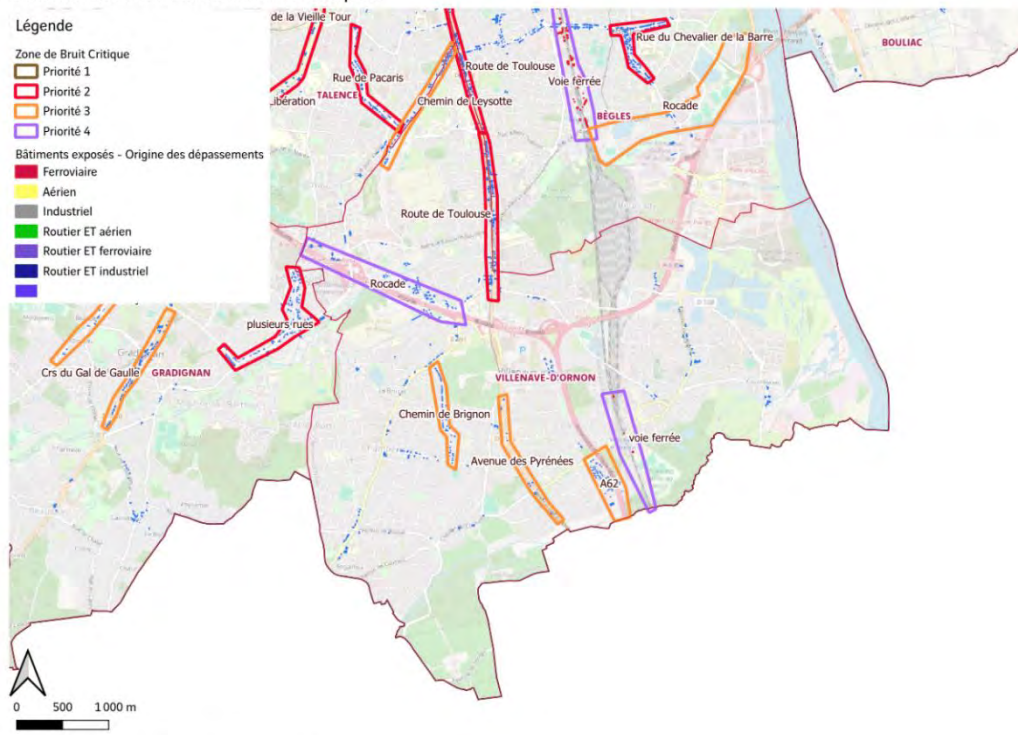 Légende
Zone de Bruit Critique
Priorité 1
Priorité 2
Priorité 3
Priorité 4
Bâtiments exposés - Origine des dépassements
Ferroviaire
Aérien
Industriel
Routier ET aérien
Routier ET ferroviaire
Routier ET industriel
de la Vieille Tour
Rue du Chevalier de la Barre
BOULIAC
Route de Toulouse
Rue de Pacaris
Voie ferrée
TALENCE
Libération
Chemin de Leysotte
Rocade
BÈGLES
Route de Toulouse
Rocade
plusieurs rues
Gradignan
Crs du Gal de Gaulle
GRADIGNAN
P
VILLENAVE-D'ORNON
Chemin de Brignon
voie ferrée
Avenue des Pyrénées
A62
0 500 1 000 m